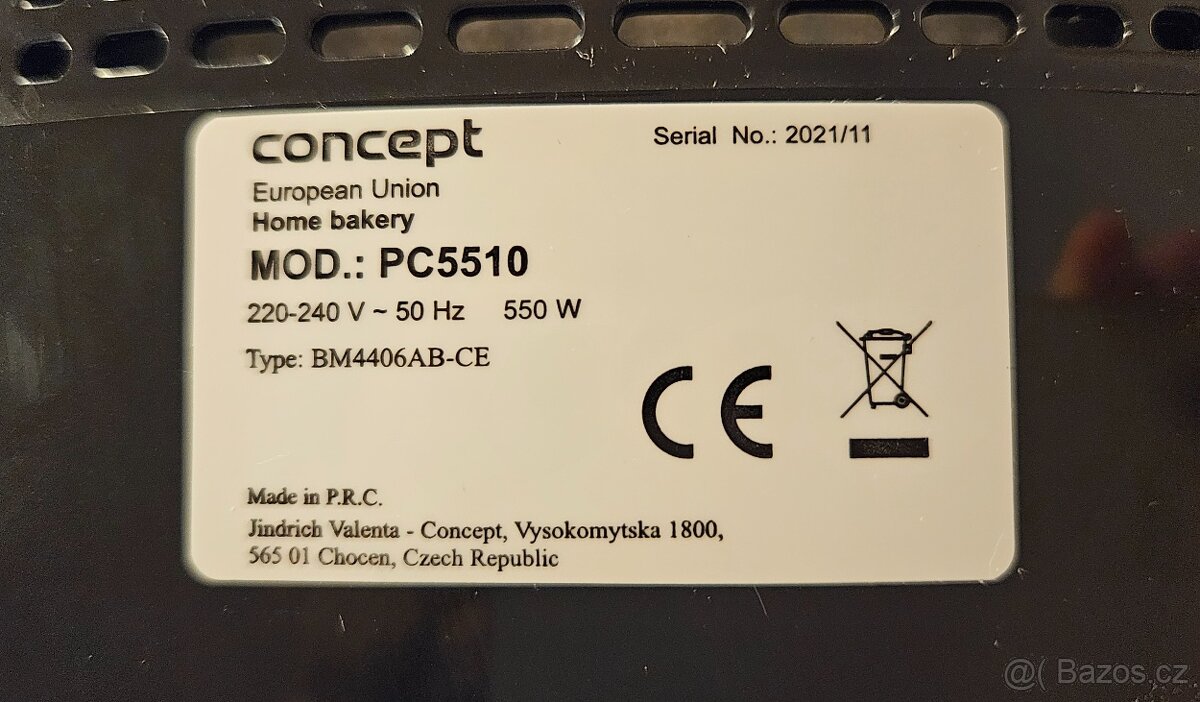 concept
Serial No.: 2021/11
European Union
Home bakery
MOD.: PC5510
220-240 V ~ 50 Hz 550 W
Type: BM4406AB-CE
CE
Made in P.R.C.
Jindrich Valenta - Concept, Vysokomytska 1800,
565 01 Chocen, Czech Republic
@( Bazos.cz